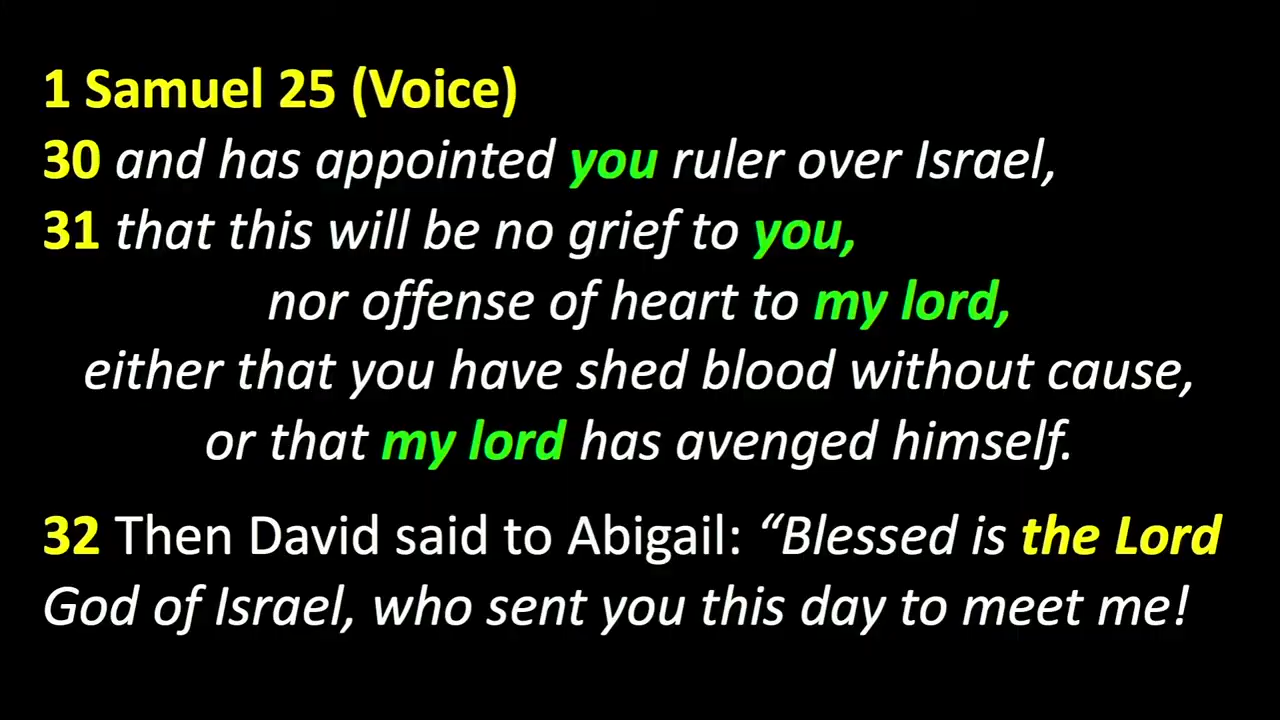 1 Samuel 25 (Voice)
30 and has appointed you ruler over Israel,
31 that this will be no grief to you,
nor offense of heart to my lord,
either that you have shed blood without cause,
or that my lord has avenged himself.
32 Then David said to Abigail: “Blessed is the Lord
God of Israel, who sent you this day to meet me!